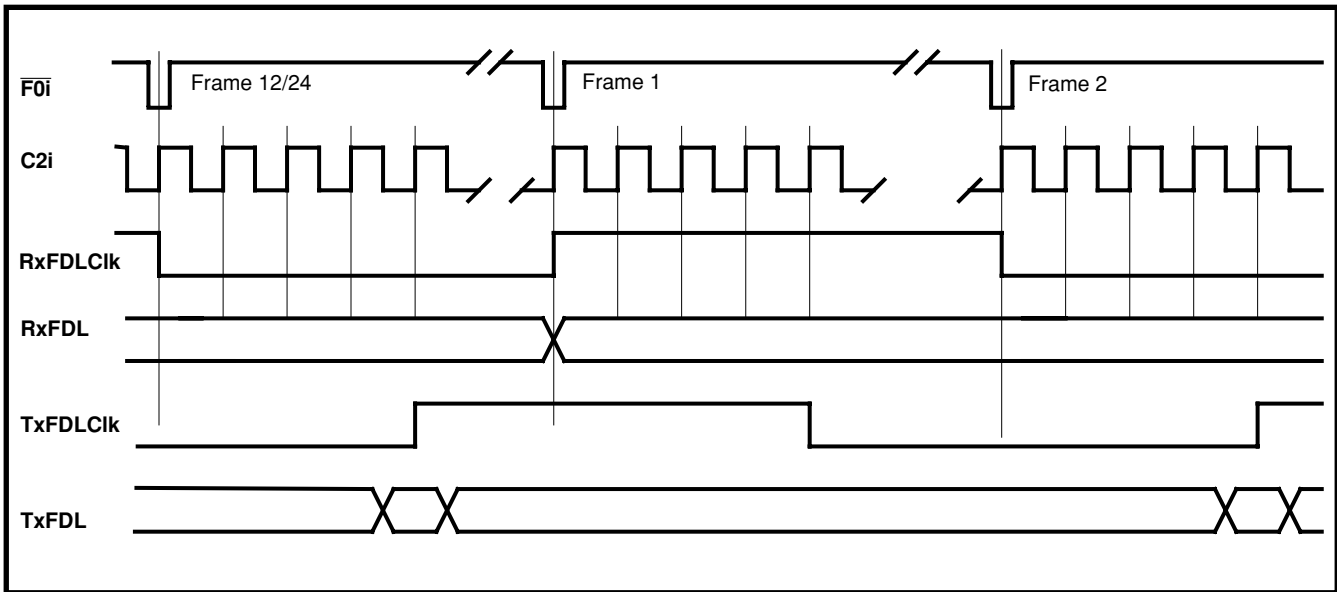 F0i
Frame 12/24
Frame 1
Frame 2
C2i
RxFDLClk
RxFDL
TxFDLClk
TxFDL